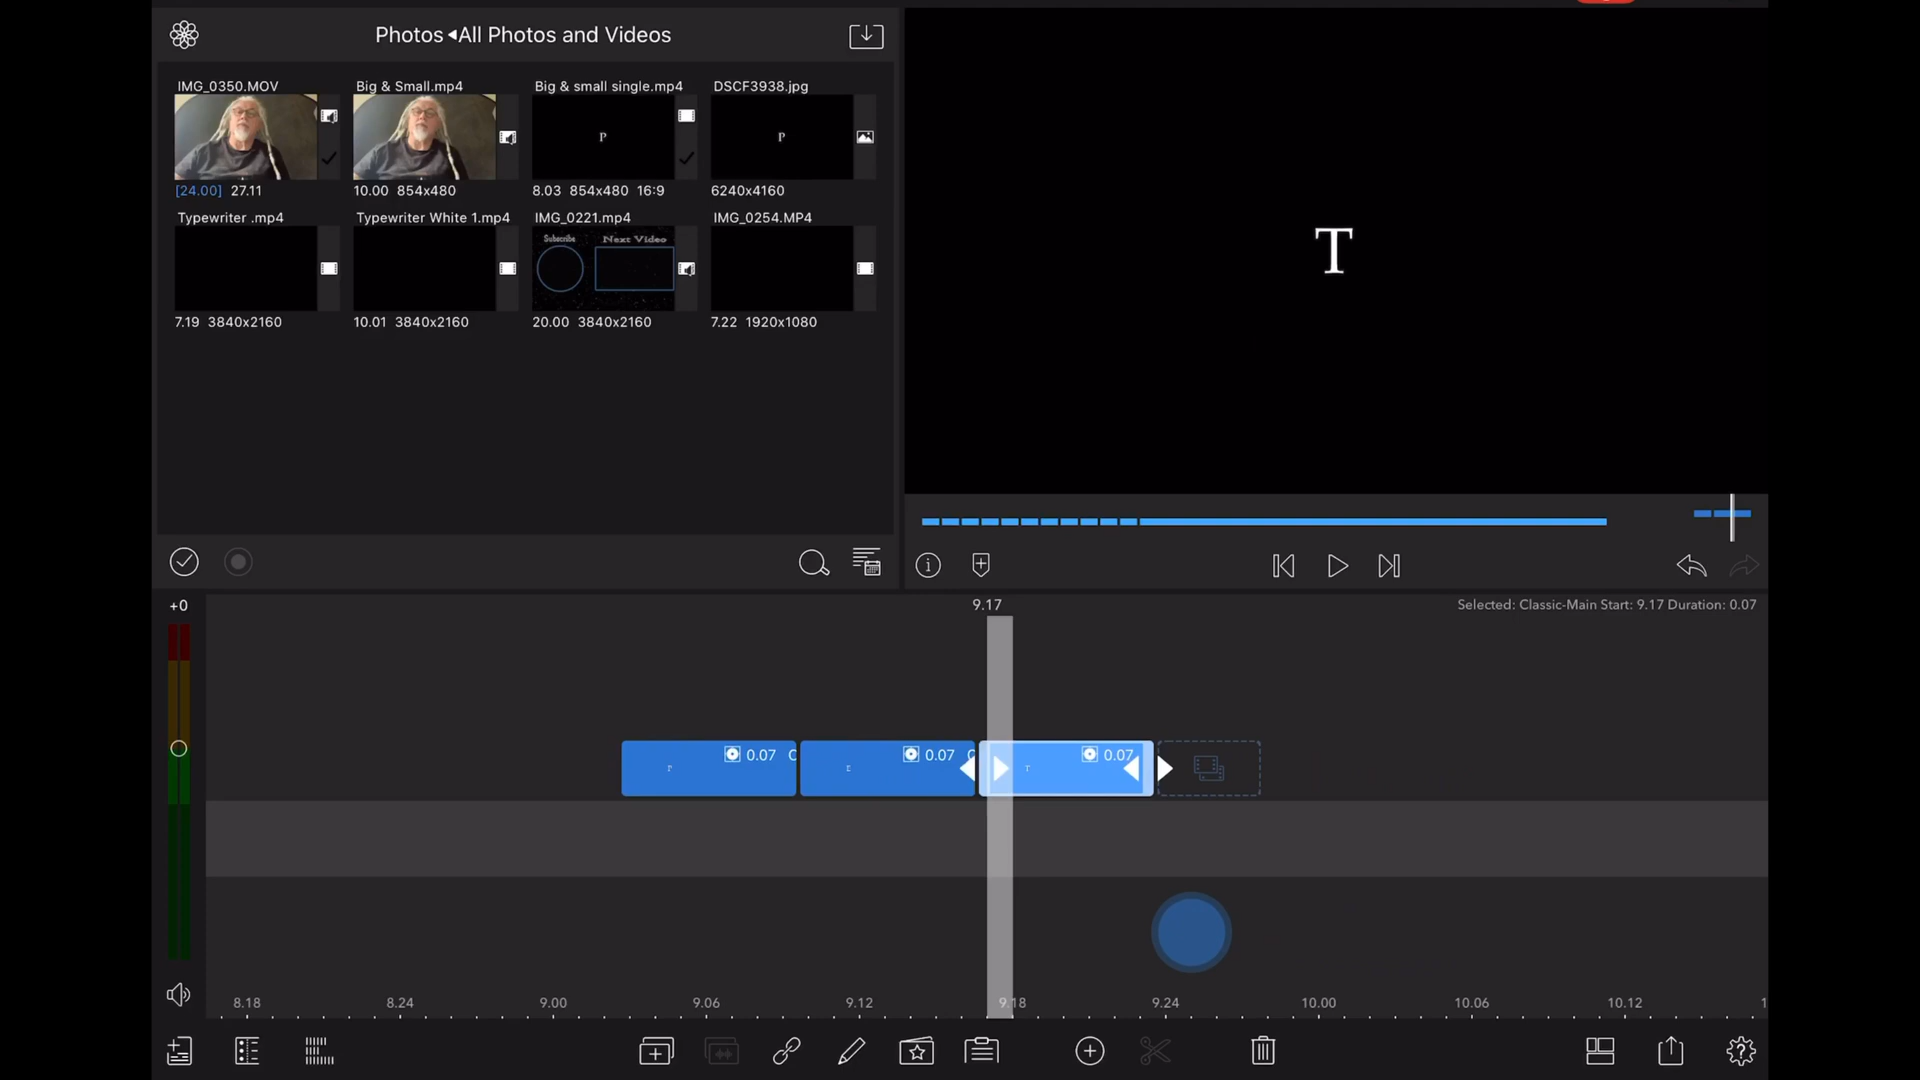 Photos ◂All Photos and Videos
IMG_0350.MOV
Big & Small.mp4
Big & small single.mp4
DSCF3938.jpg
P
P
[24.00] 27.11
10.00 854x480
8.03 854x480 16:9
6240x4160
Typewriter .mp4
Typewriter White 1.mp4
IMG_0221.mp4
IMG_0254.MP4
Subscribe
Next Video
7.19 3840x2160
10.01 3840x2160
20.00 3840x2160
7.22 1920x1080
T
+0
9.17
Selected: Classic-Main Start: 9.17 Duration: 0.07
0.07 C
0.07 C
0.07
P
E
T
8.18
8.24
9.00
9.06
9.12
9.18
9.24
10.00
10.06
10.12
1